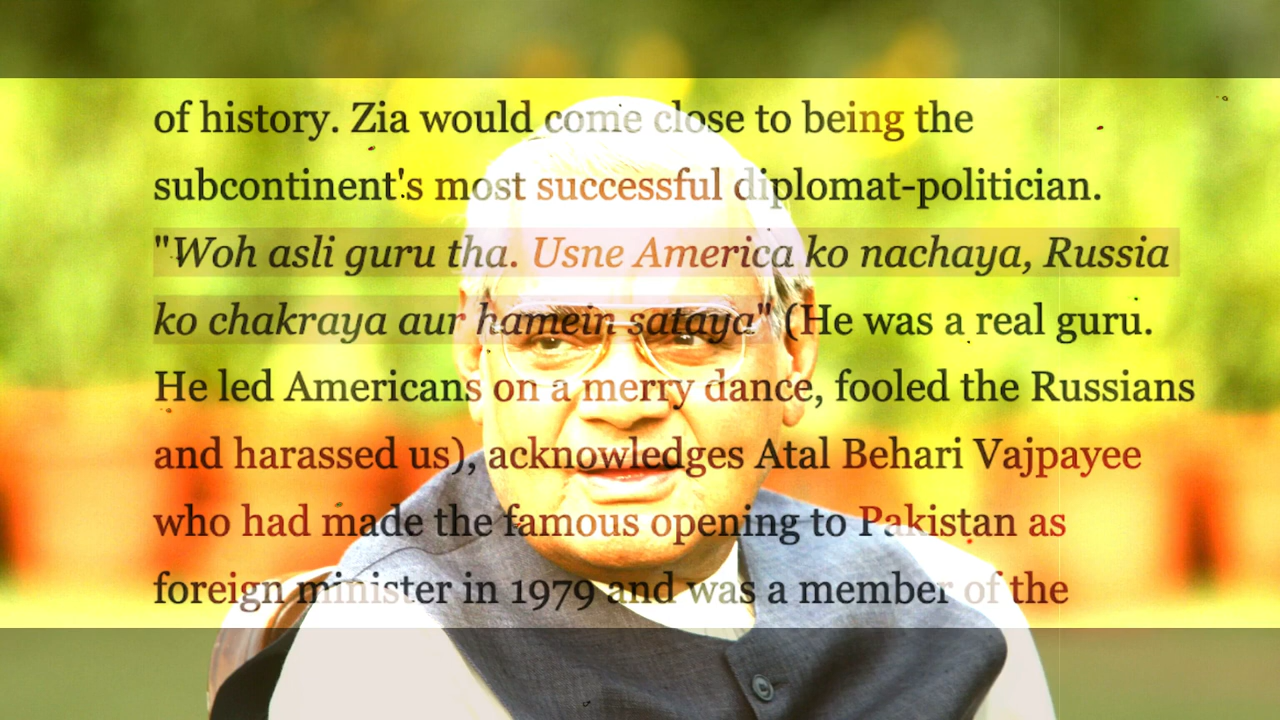 of history. Zia would come close to being the
subcontinent's most successful diplomat-politician.
"Woh asli guru tha. Usne America ko nachaya, Russia
ko chakraya aur hamein sataya" (He was a real guru.
He led Americans on a merry dance, fooled the Russians
and harassed us), acknowledges Atal Behari Vajpayee
who had made the famous opening to Pakistan as
foreign minister in 1979 and was a member of the